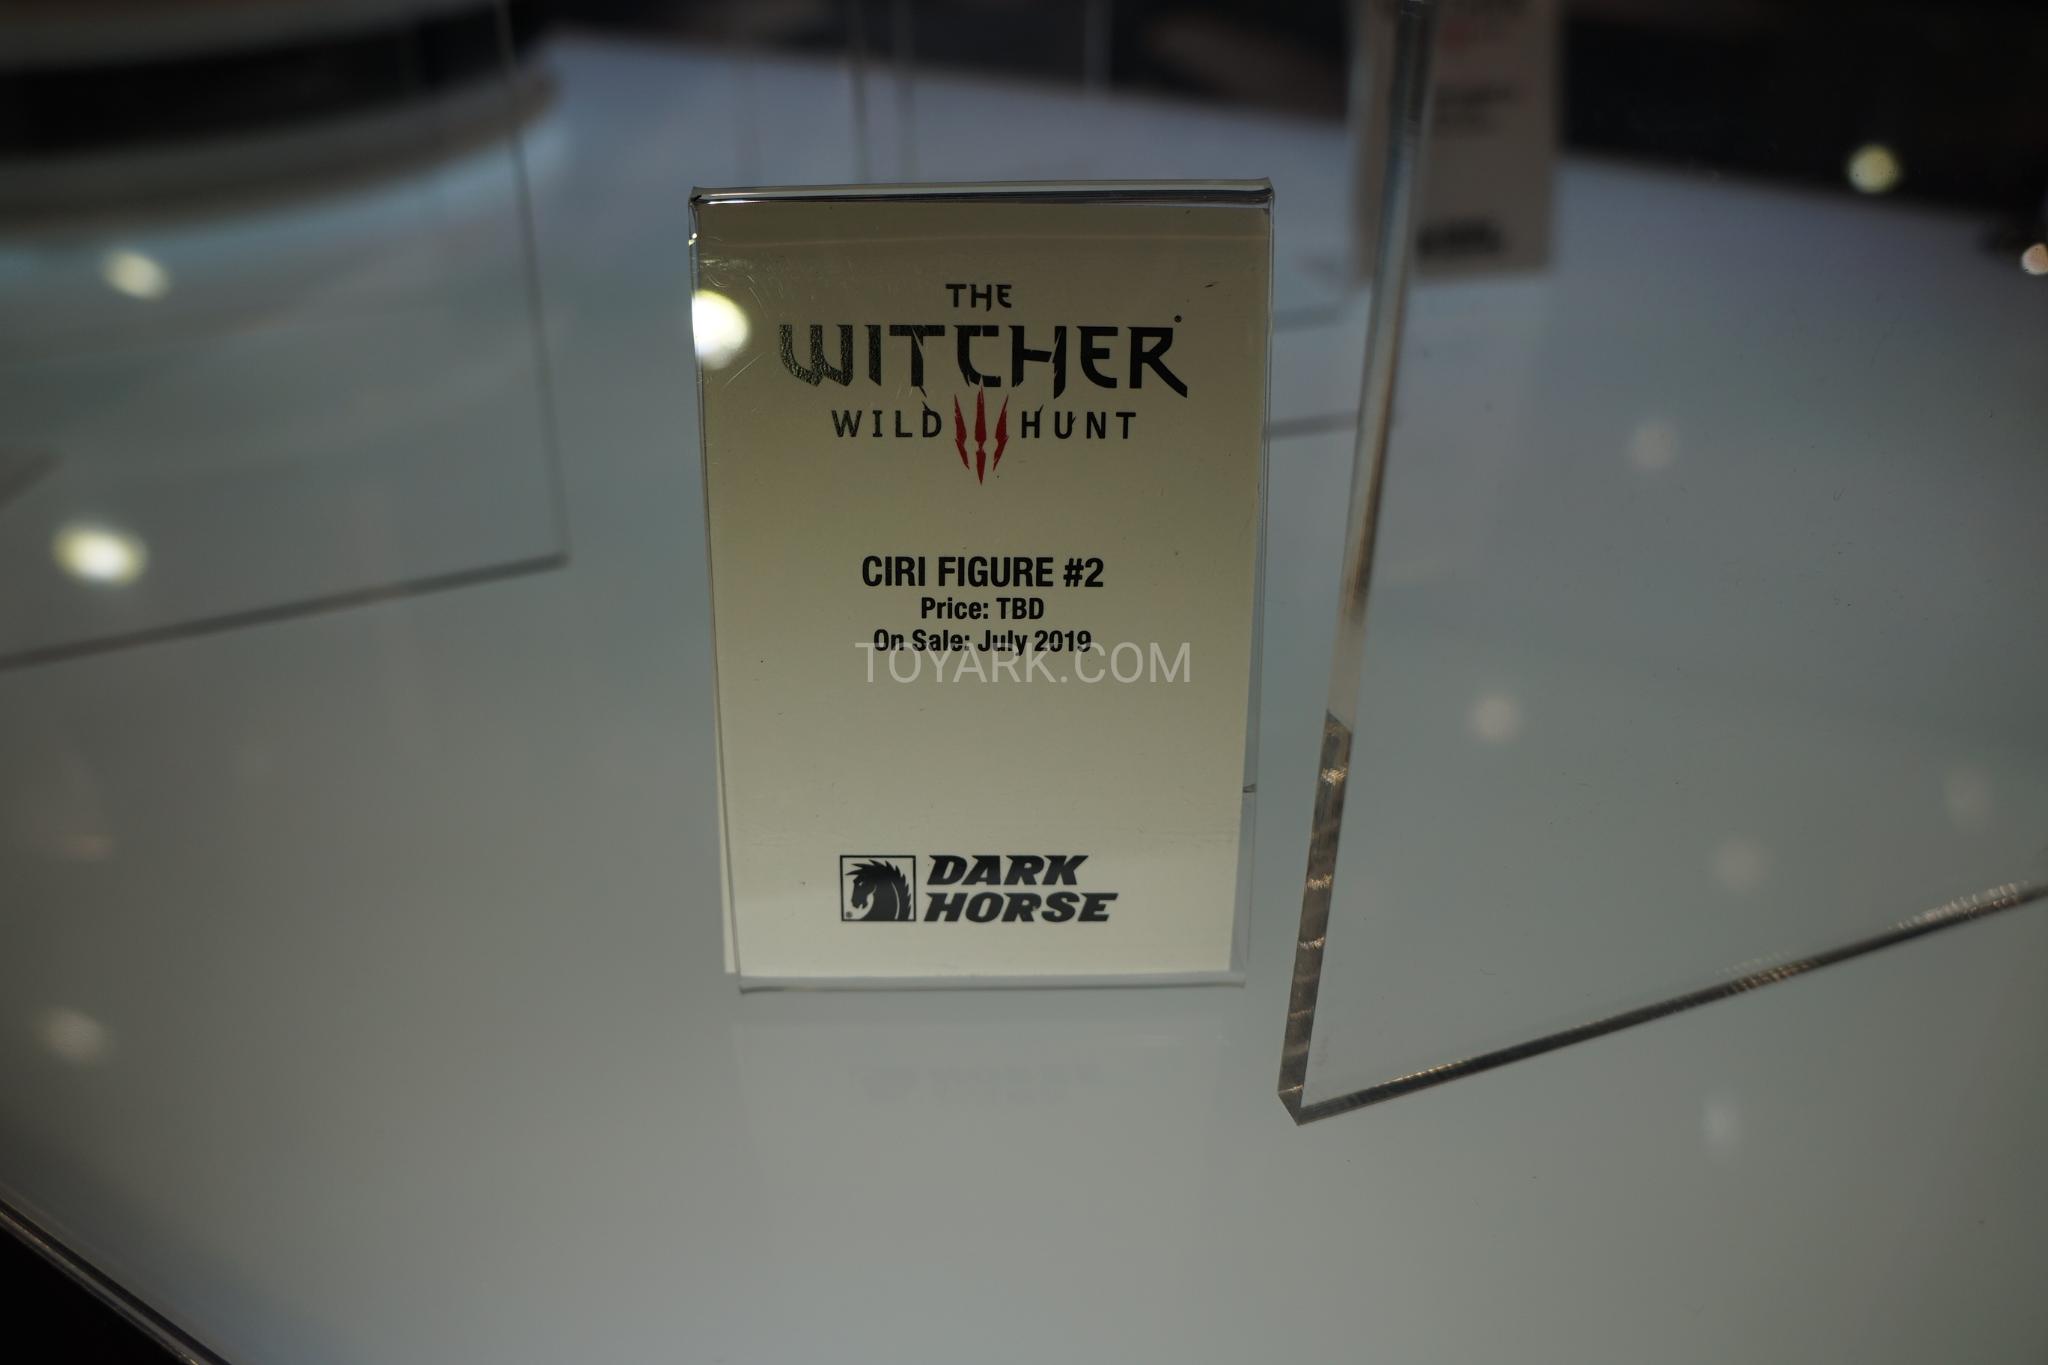 THE
WITCHER®
WILD HUNT
CIRI FIGURE #2
Price: TBD
On Sale: July 2019
TOYARK.COM
DARK
HORSE